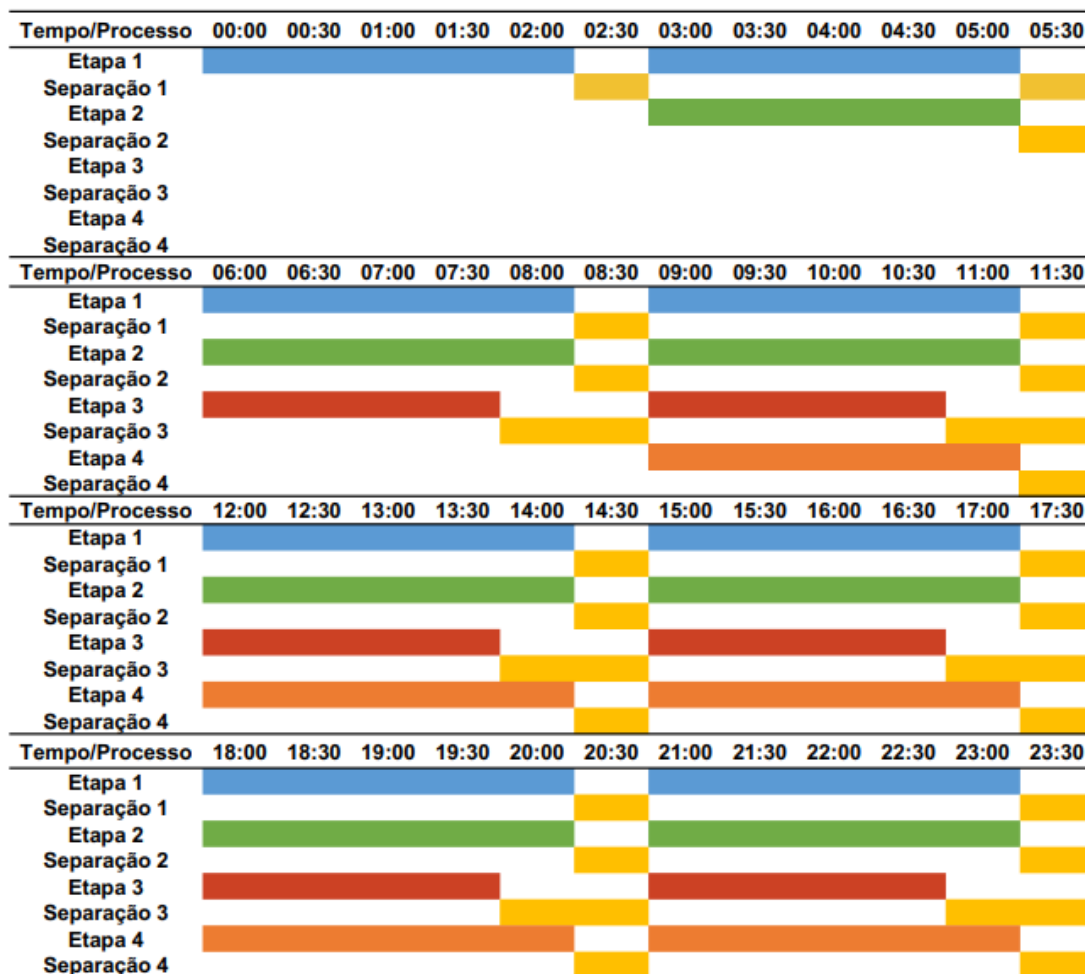 Tempo/Processo 00:00 00:30 01:00 01:30 02:00 02:30 03:00 03:30 04:00 04:30 05:00 05:30
Etapa 1
Separação 1
Etapa 2
Separação 2
Etapa 3
Separação 3
Etapa 4
Separação 4
Tempo/Processo 06:00 06:30 07:00 07:30 08:00 08:30 09:00 09:30 10:00 10:30 11:00 11:30
Etapa 1
Separação 1
Etapa 2
Separação 2
Etapa 3
Separação 3
Etapa 4
Separação 4
Tempo/Processo 12:00 12:30 13:00 13:30 14:00 14:30 15:00 15:30 16:00 16:30 17:00 17:30
Etapa 1
Separação 1
Etapa 2
Separação 2
Etapa 3
Separação 3
Etapa 4
Separação 4
Tempo/Processo 18:00 18:30 19:00 19:30 20:00 20:30 21:00 21:30 22:00 22:30 23:00 23:30
Etapa 1
Separação 1
Etapa 2
Separação 2
Etapa 3
Separação 3
Etapa 4
Separação 4